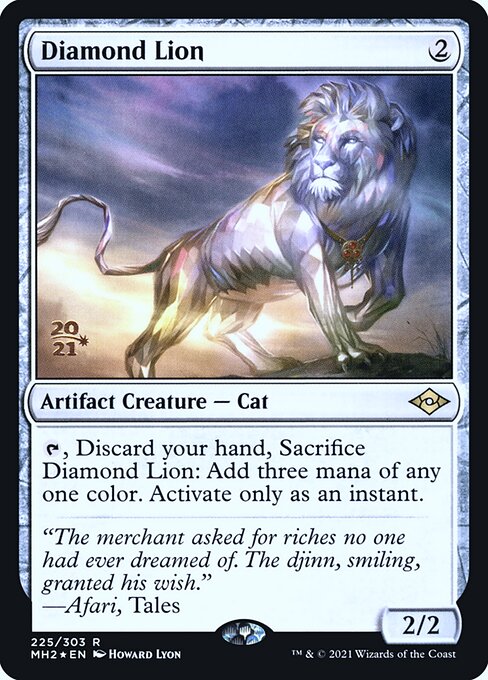 Diamond Lion 2
20
21
Artifact Creature — Cat
, Discard your hand, Sacrifice
Diamond Lion: Add three mana of any
one color. Activate only as an instant.
“The merchant asked for riches no one
had ever dreamed of. The djinn, smiling,
granted his wish.”
—Afari, Tales
2/2
225/303 R
MH2★EN Howard Lyon ™ & © 2021 Wizards of the Coast